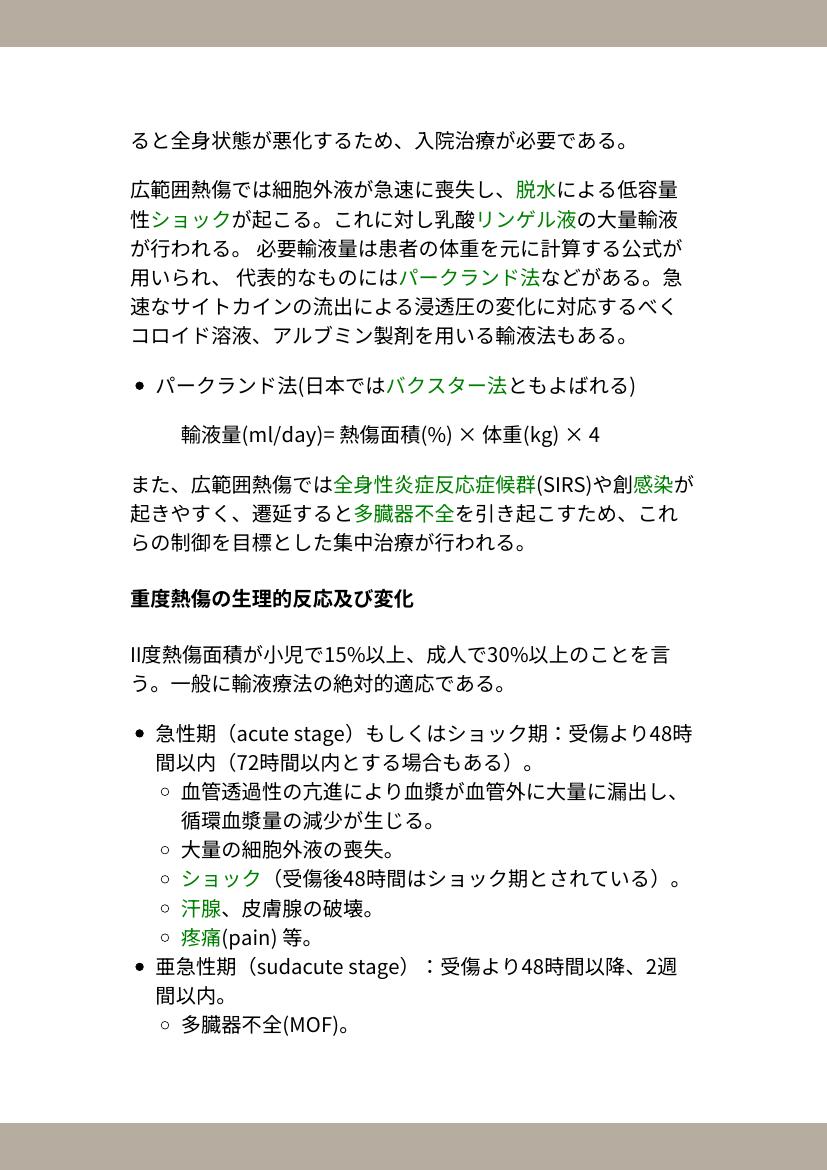 ると全身状態が悪化するため、入院治療が必要である。
広範囲熱傷では細胞外液が急速に喪失し、脱水による低容量
性ショックが起こる。これに対し乳酸リンゲル液の大量輸液
が行われる。 必要輸液量は患者の体重を元に計算する公式が
用いられ、 代表的なものにはパークランド法などがある。急
速なサイトカインの流出による浸透圧の変化に対応するべく
コロイド溶液、アルブミン製剤を用いる輸液法もある。
• パークランド法(日本ではバクスター法ともよばれる)
輸液量(ml/day)= 熱傷面積(%) × 体重(kg) × 4
また、広範囲熱傷では全身性炎症反応症候群(SIRS)や創感染が
起きやすく、遷延すると多臓器不全を引き起こすため、これ
らの制御を目標とした集中治療が行われる。
重度熱傷の生理的反応及び変化
II度熱傷面積が小児で15%以上、成人で30%以上のことを言
う。一般に輸液療法の絶対的適応である。
• 急性期（acute stage）もしくはショック期：受傷より48時
間以内（72時間以内とする場合もある）。
◦ 血管透過性の亢進により血漿が血管外に大量に漏出し、
循環血漿量の減少が生じる。
◦ 大量の細胞外液の喪失。
◦ ショック（受傷後48時間はショック期とされている）。
◦ 汗腺、皮膚腺の破壊。
◦ 疼痛(pain) 等。
• 亜急性期（sudacute stage）：受傷より48時間以降、2週
間以内。
◦ 多臓器不全(MOF)。